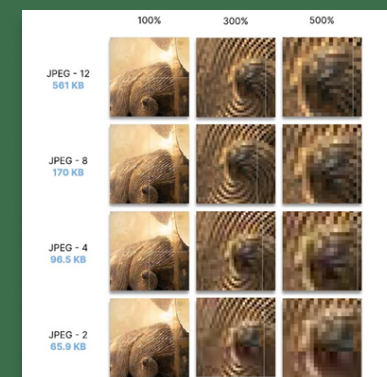 100% 300% 500%
JPEG - 12
561 KB
JPEG - 8
170 KB
JPEG - 4
96.5 KB
JPEG - 2
65.9 KB